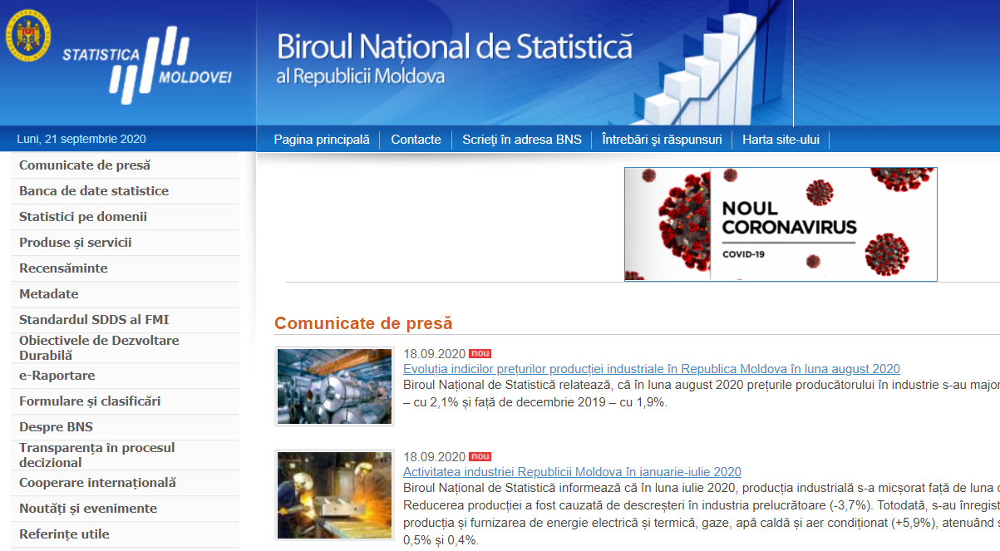 STATISTICA
MOLDOVEI
Biroul Național de Statistică
al Republicii Moldova
Luni, 21 septembrie 2020
Pagina principală
Contacte
Scrieţi în adresa BNS
Întrebări şi răspunsuri
Harta site-ului
Comunicate de presă
Banca de date statistice
Statistici pe domenii
Produse și servicii
Recensăminte
Metadate
Standardul SDDS al FMI
Obiectivele de Dezvoltare
Durabilă
e-Raportare
Formulare și clasificări
Despre BNS
Transparența în procesul
decizional
Cooperare internațională
Noutăți și evenimente
Referințe utile
NOUL
CORONAVIRUS
COVID-19
Comunicate de presă
18.09.2020 nou
Evoluția indicilor prețurilor producției industriale în Republica Moldova în luna august 2020
Biroul Național de Statistică relatează, că în luna august 2020 prețurile producătorului în industrie s-au major
– cu 2,1% și față de decembrie 2019 – cu 1,9%.
18.09.2020 nou
Activitatea industriei Republicii Moldova în ianuarie-iulie 2020
Biroul Național de Statistică informează că în luna iulie 2020, producția industrială s-a micșorat față de luna
Reducerea producției a fost cauzată de descreșteri în industria prelucrătoare (-3,7%). Totodată, s-au înregist
producția și furnizarea de energie electrică și termică, gaze, apă caldă și aer condiționat (+5,9%), atenuând
0,5% și 0,4%.